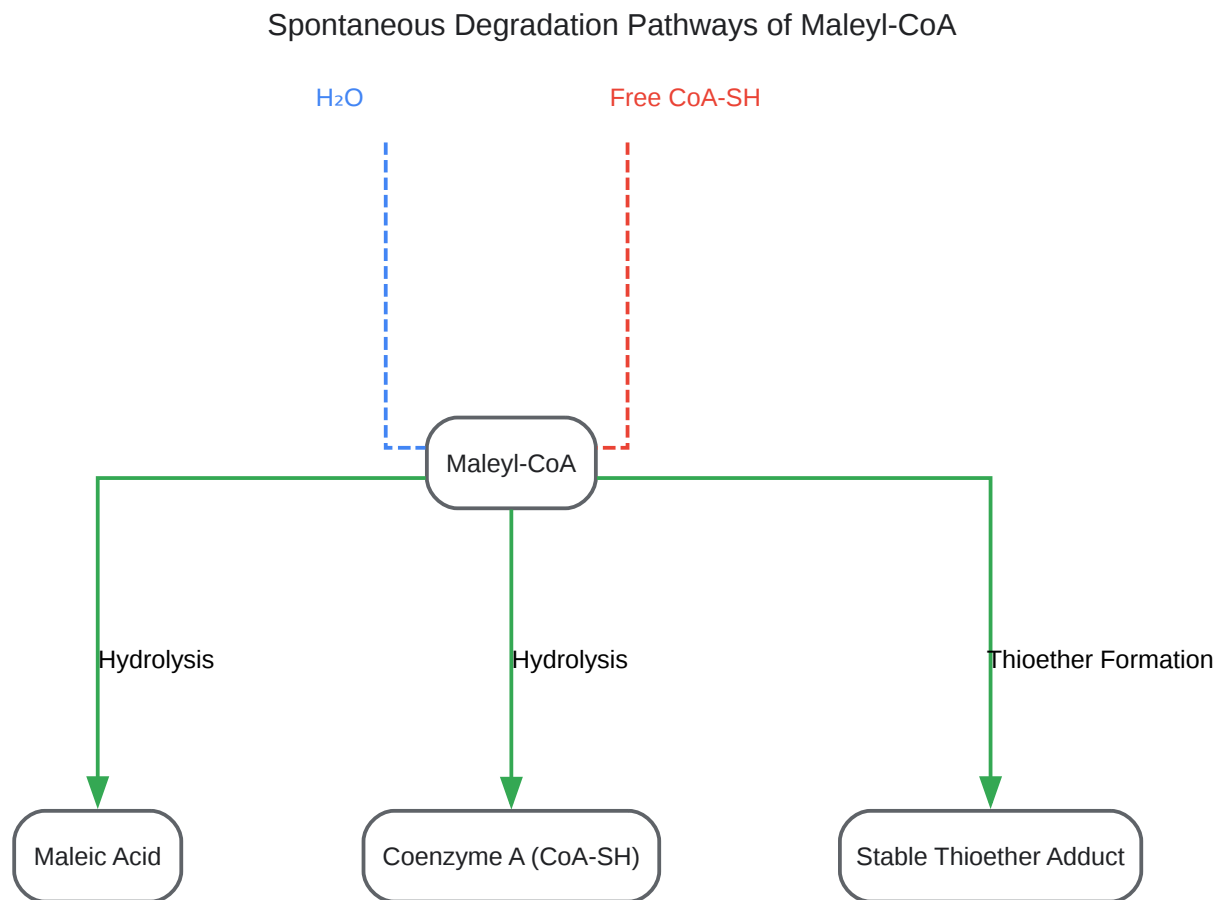 Spontaneous Degradation Pathways of Maleyl-CoA
H₂O
Free CoA-SH
Maleyl-CoA
Hydrolysis
Hydrolysis
Thioether Formation
Maleic Acid
Coenzyme A (CoA-SH)
Stable Thioether Adduct